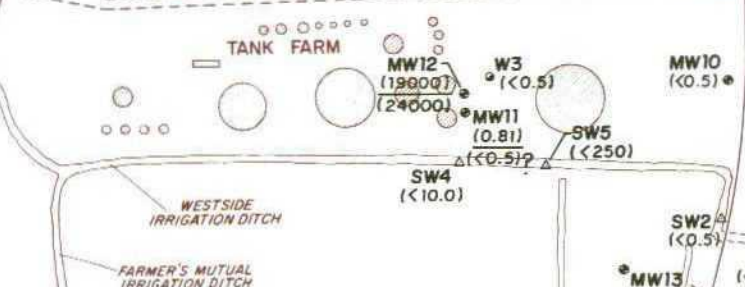 TANK FARM
MW12
(19000)
(24000)
W3
(<0.5)
MW10
(<0.5)
MW11
(0.81)
(<0.5)?
SW5
(<250)
SW4
(<10.0)
WESTSIDE
IRRIGATION DITCH
SW2
(<0.5)
FARMER'S MUTUAL
IRRIGATION DITCH
MW13